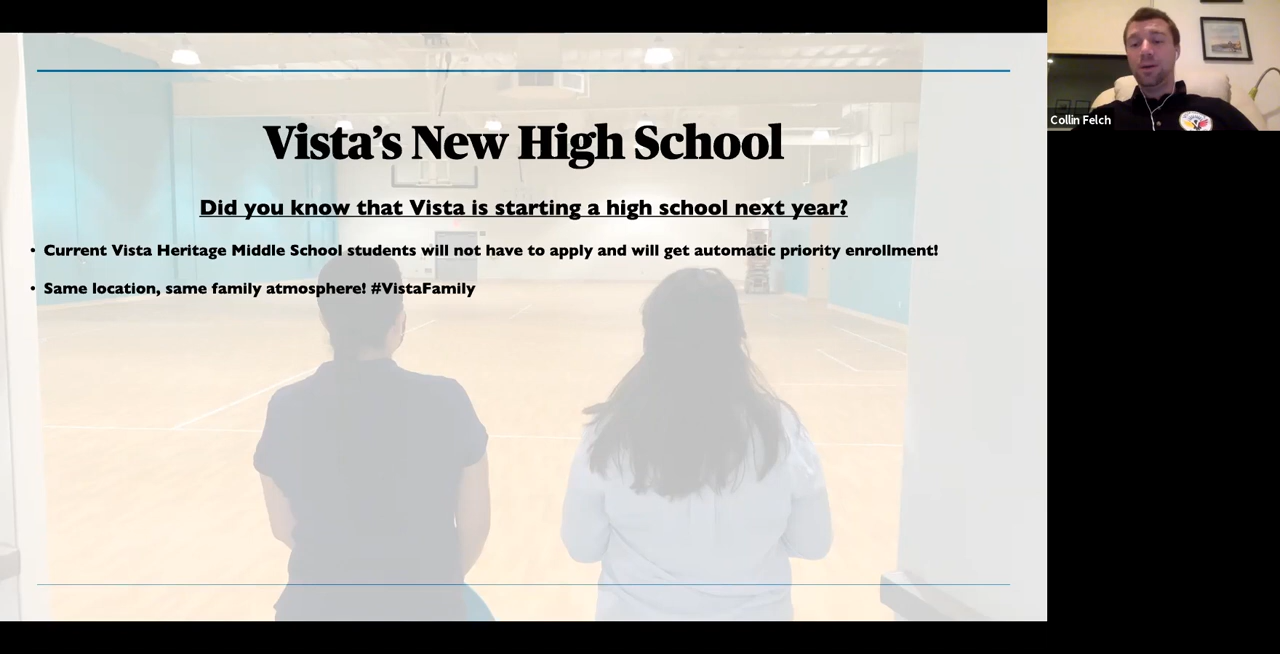 Vista’s New High School
Did you know that Vista is starting a high school next year?
• Current Vista Heritage Middle School students will not have to apply and will get automatic priority enrollment!
• Same location, same family atmosphere! #VistaFamily
Collin Felch